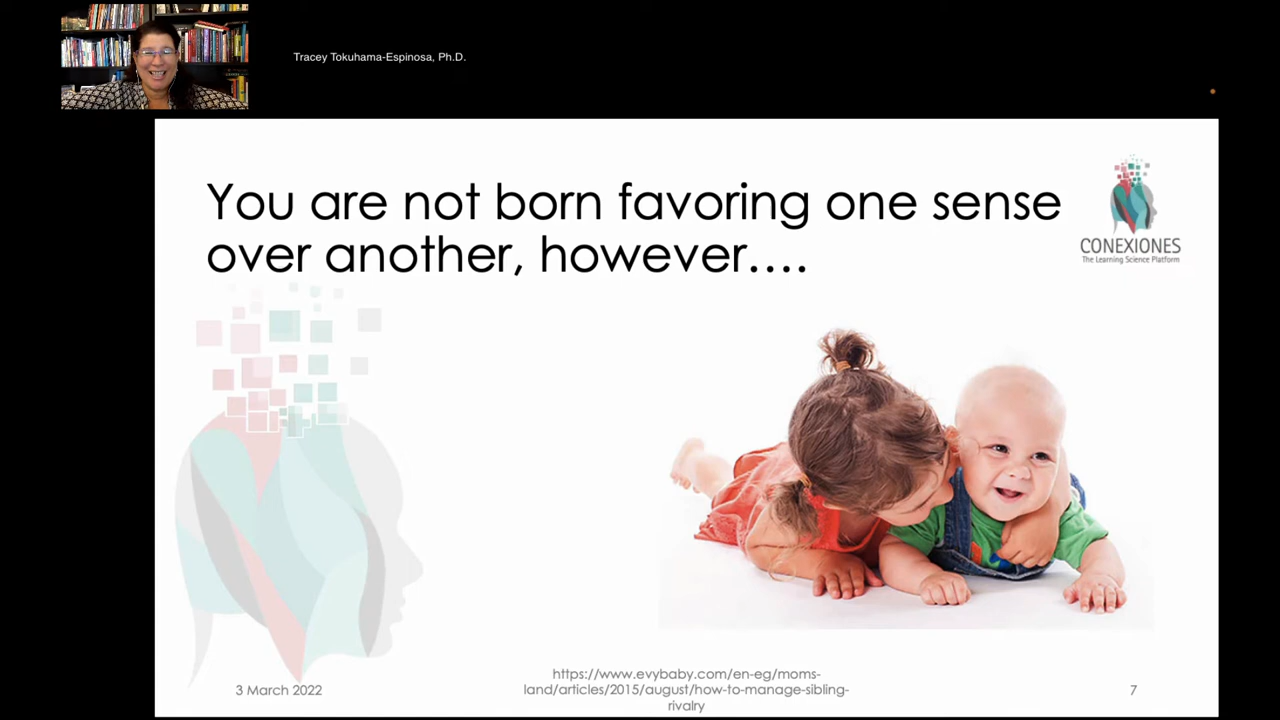 Tracey Tokuhama-Espinosa, Ph.D.
You are not born favoring one sense
over another, however....
CONEXIONES
The Learning Science Platform
3 March 2022
https://www.evybaby.com/en-eg/moms-
land/articles/2015/august/how-to-manage-sibling-
rivalry
7